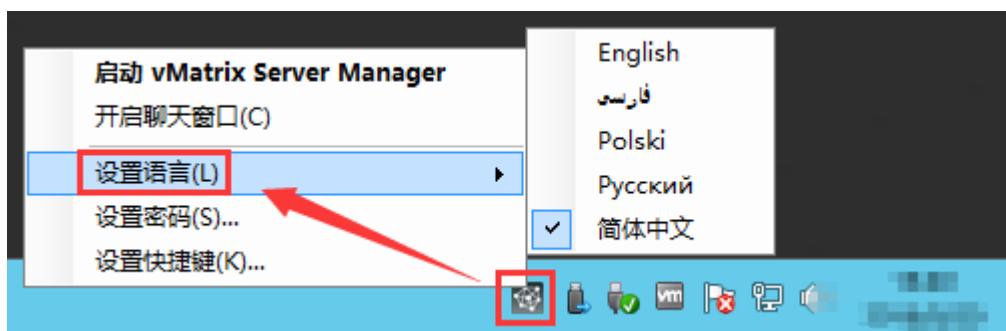 启动 vMatrix Server Manager
开启聊天窗口(C)
设置语言(L)
设置密码(S)...
设置快捷键(K)...
English
فارسی
Polski
Русский
简体中文
vm